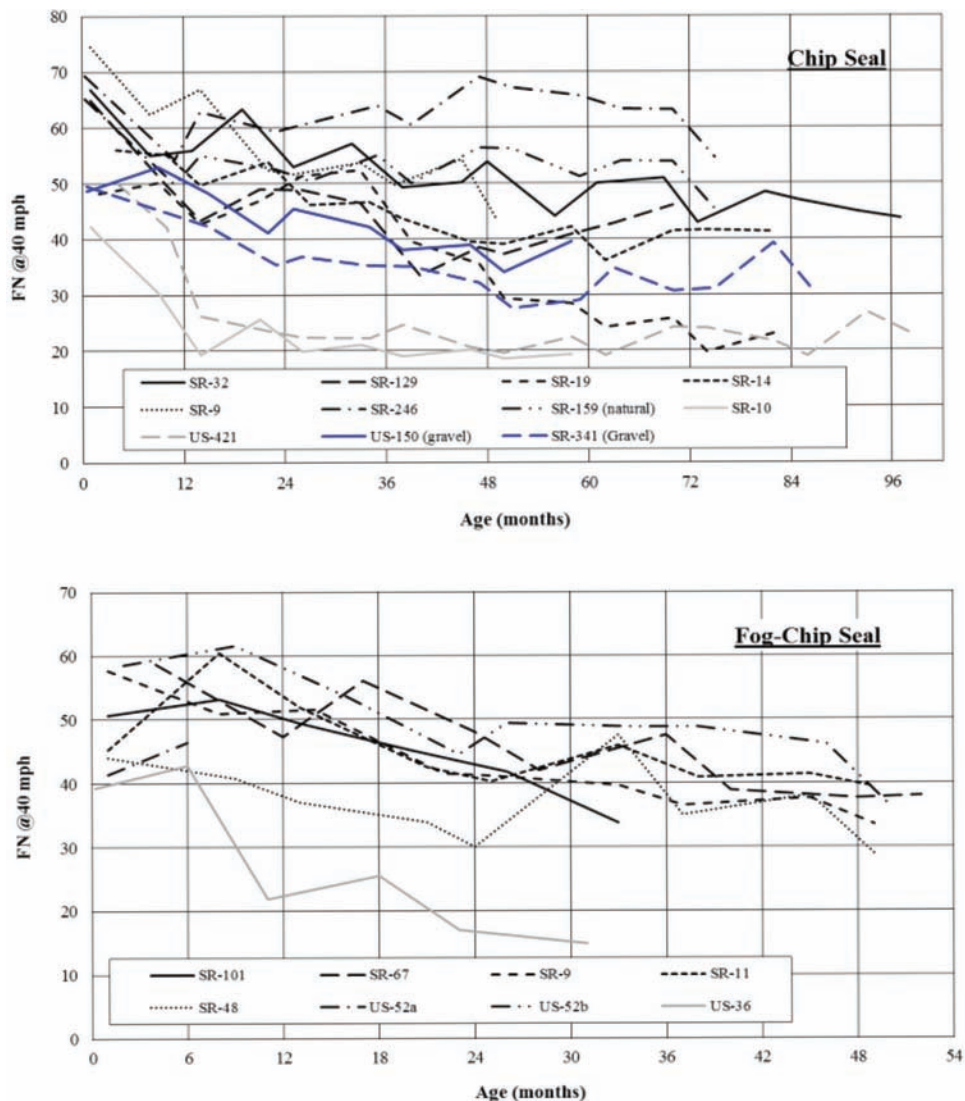 80
Chip Seal
70
60
50
40
30
20
10
0
FN @40 mph
SR-32 SR-129 SR-19 SR-14
SR-9 SR-246 SR-159 (natural) SR-10
US-421 US-150 (gravel) SR-341 (Gravel)
0 12 24 36 48 60 72 84 96
Age (months)
70
Fog-Chip Seal
60
50
40
30
20
10
0
FN @40 mph
SR-101 SR-67 SR-9 SR-11
SR-48 US-52a US-52b US-36
0 6 12 18 24 30 36 42 48 54
Age (months)